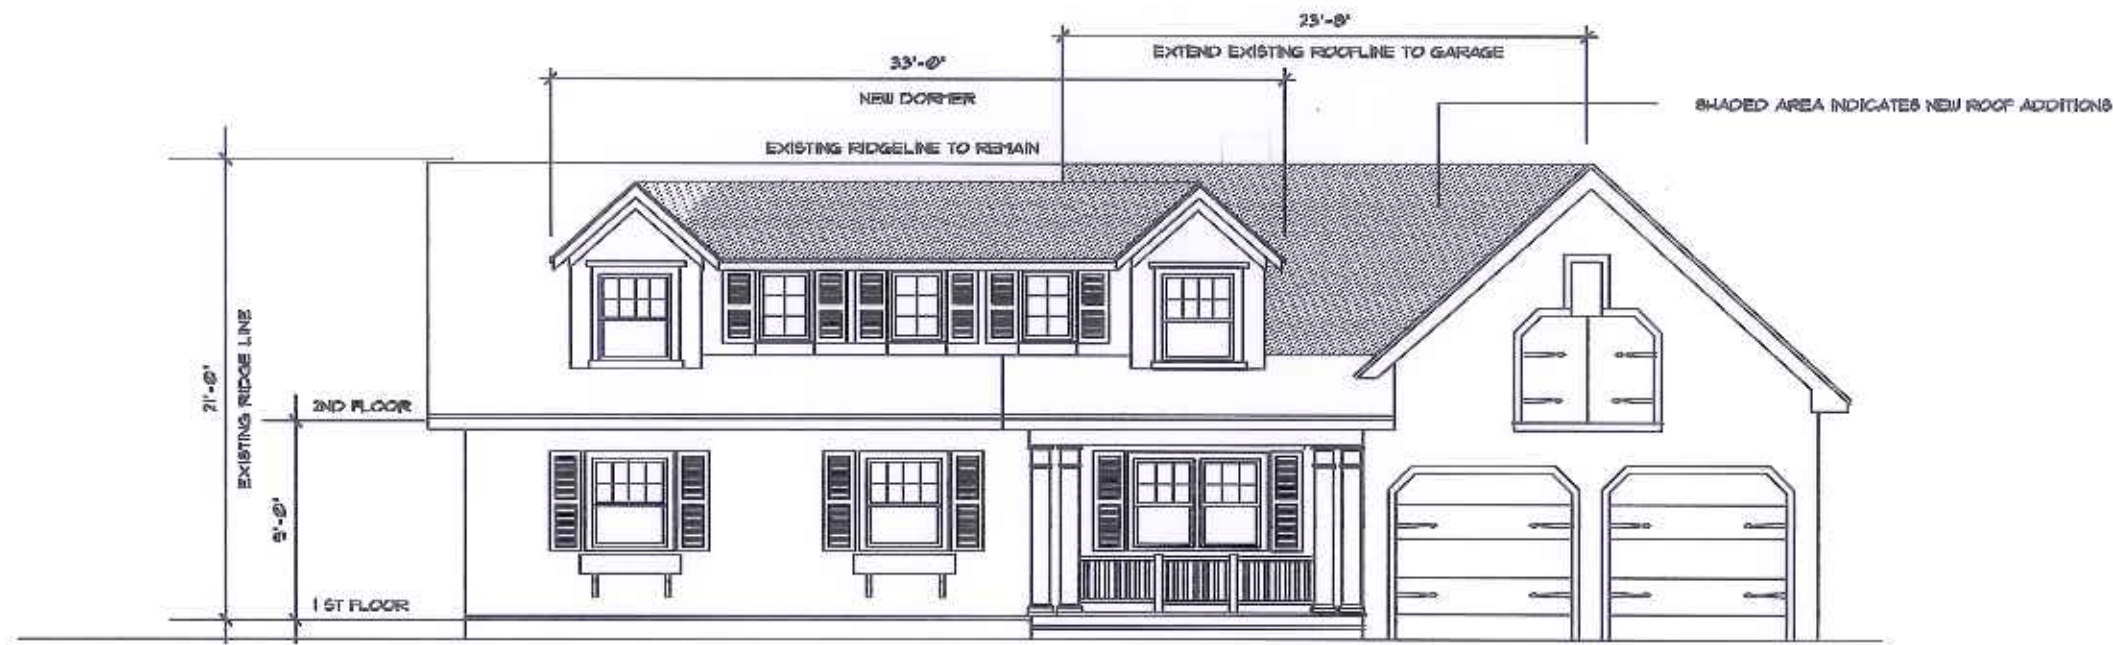 23'-8"
EXTEND EXISTING ROOFLINE TO GARAGE
33'-0"
NEW DORMER
SHADED AREA INDICATES NEW ROOF ADDITIONS
EXISTING RIDGELINE TO REMAIN
21'-0"
EXISTING RIDGE LINE
2ND FLOOR
9'-0"
1 ST FLOOR